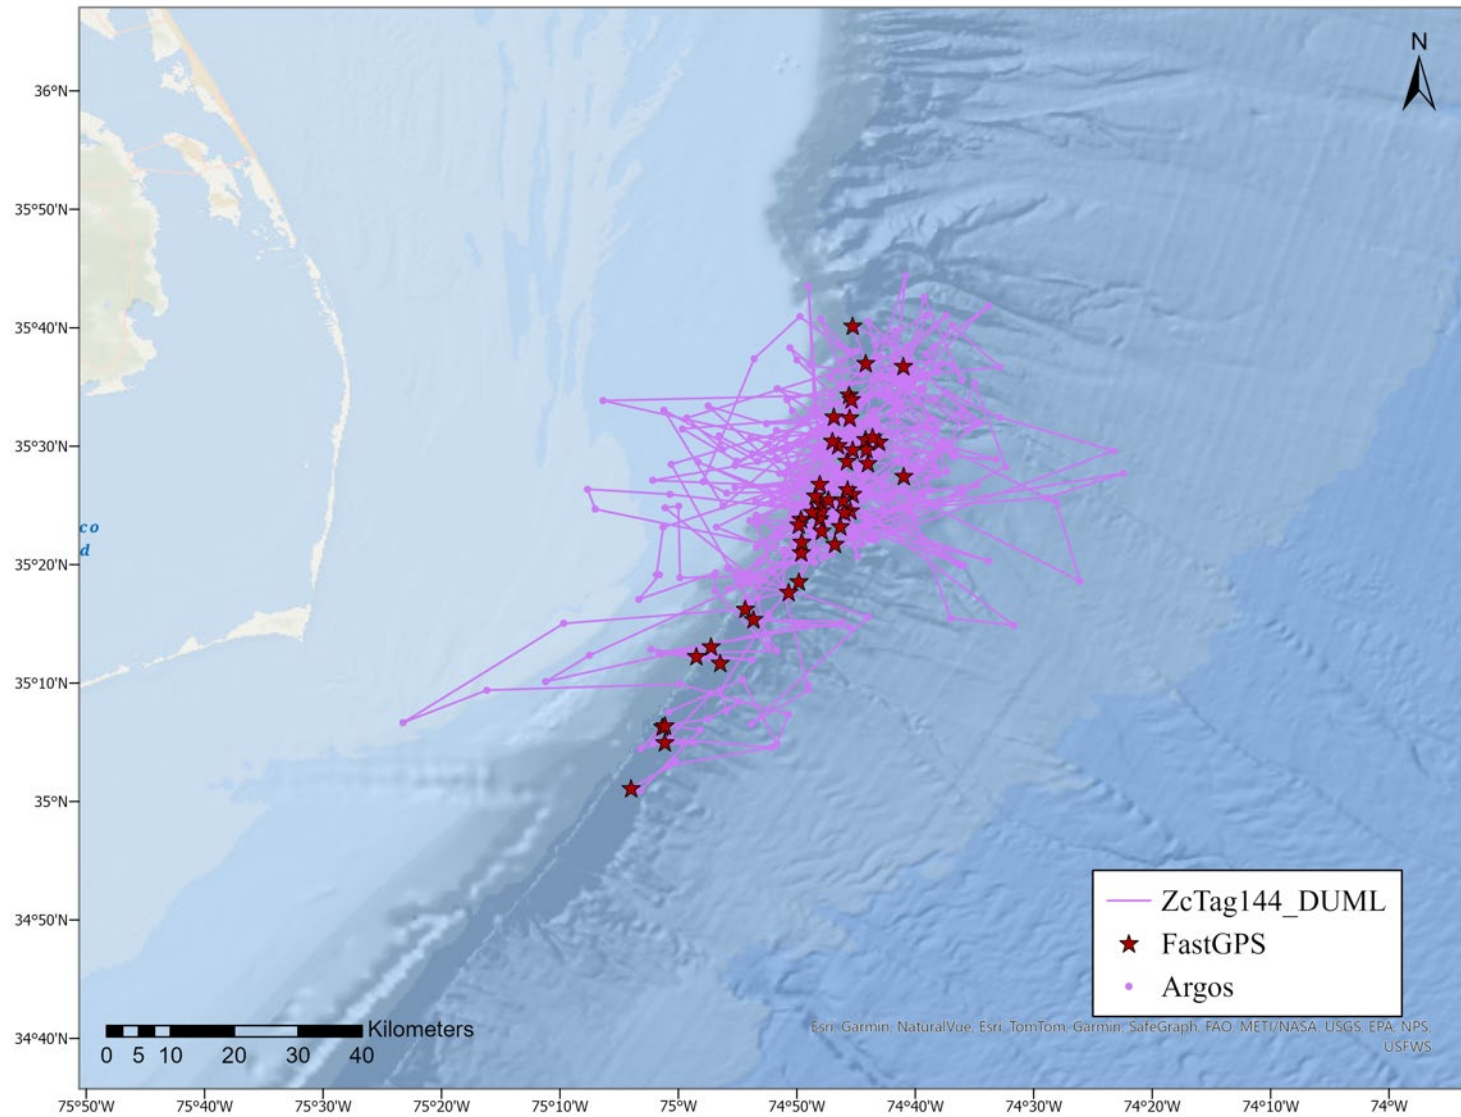 N
36°N
35°50'N
35°40'N
35°30'N
co
d
35°20'N
35°10'N
35°N
34°50'N
34°40'N
ZcTag144_DUML
FastGPS
Argos
Kilometers
0 5 10 20 30 40
Esri, Garmin, NaturalVue, Esri, TomTom, Garmin, SafeGraph, FAO, METI/NASA, USGS, EPA, NPS,
USFWS
75°50'W 75°40'W 75°30'W 75°20'W 75°10'W 75°W 74°50'W 74°40'W 74°30'W 74°20'W 74°10'W 74°W